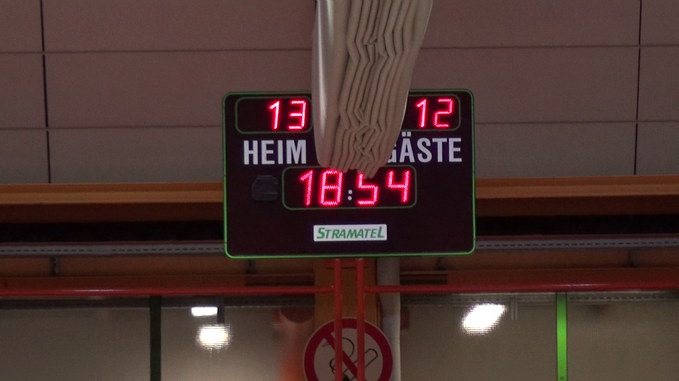 13 12
HEIM GÄSTE
18:54
STRAMATEL